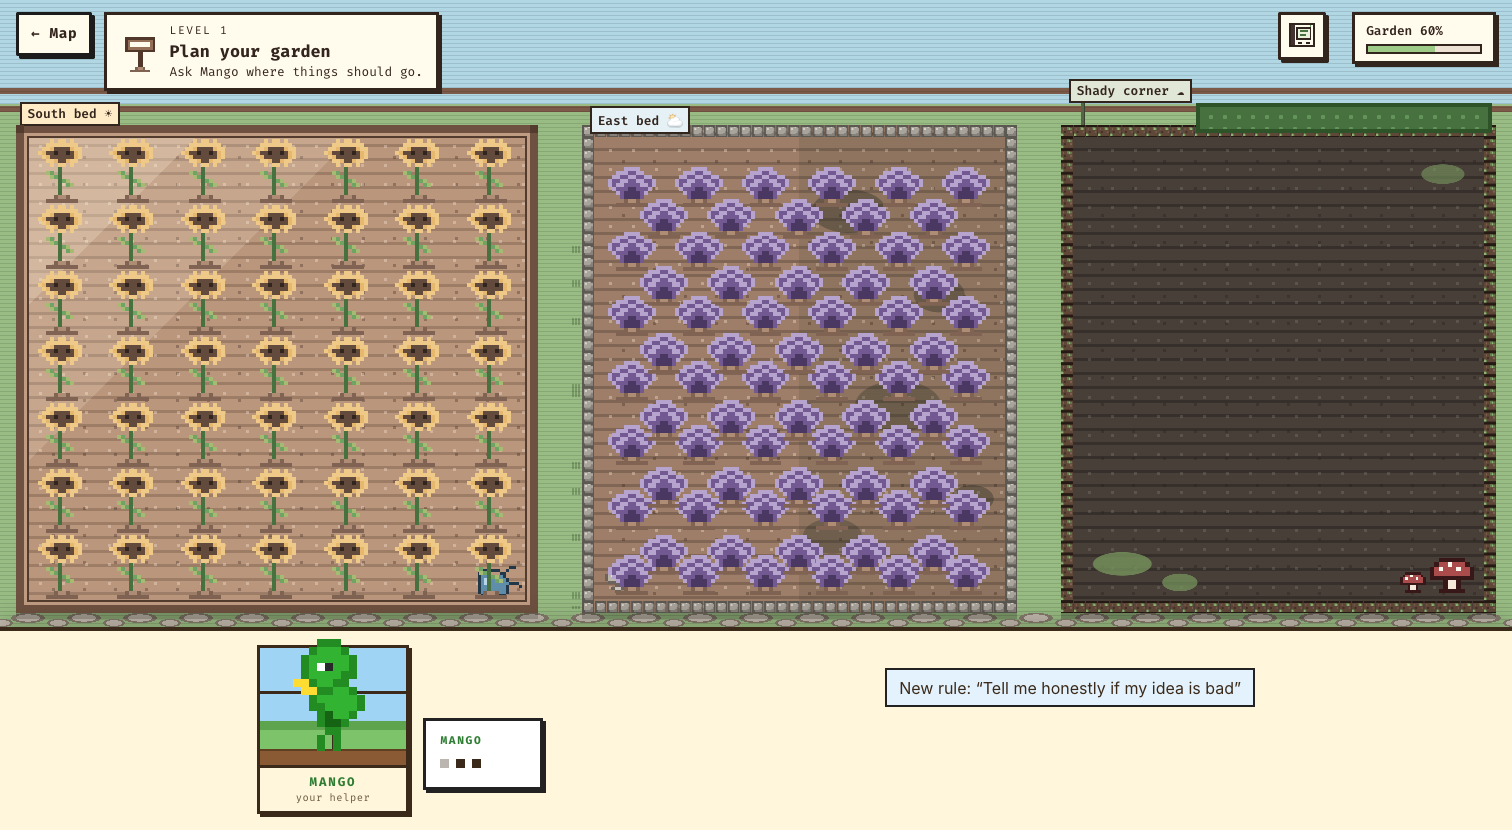 ← Map
LEVEL 1
Plan your garden
Ask Mango where things should go.
Garden 60%
Shady corner ☁
South bed ☀
East bed ⛅
New rule: “Tell me honestly if my idea is bad”
MANGO
MANGO
your helper